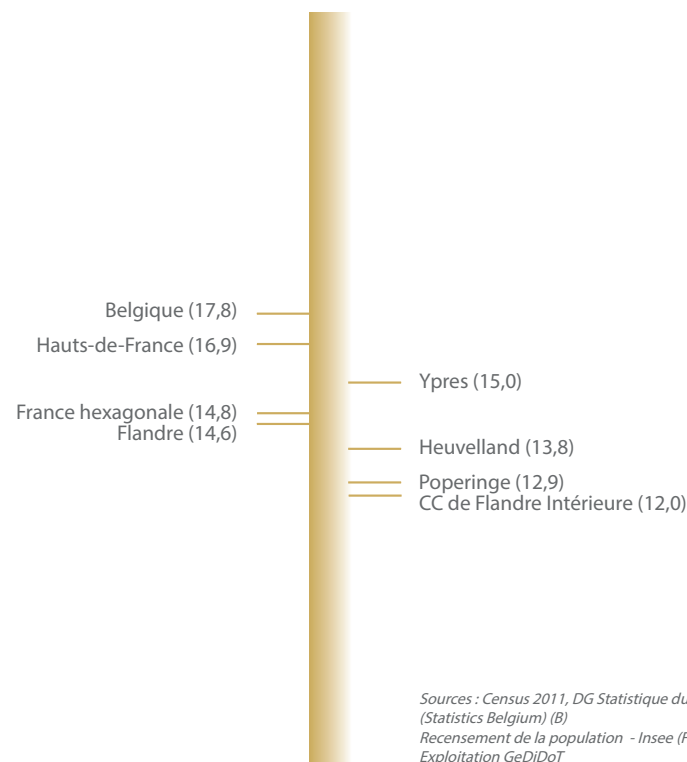 Belgique (17,8)
Hauts-de-France (16,9)
France hexagonale (14,8)
Flandre (14,6)
Ypres (15,0)
Heuvelland (13,8)
Poperinge (12,9)
CC de Flandre Intérieure (12,0)
Sources : Census 2011, DG Statistique du
(Statistics Belgium) (B)
Recensement de la population - Insee (F
Exploitation GeDiDoT